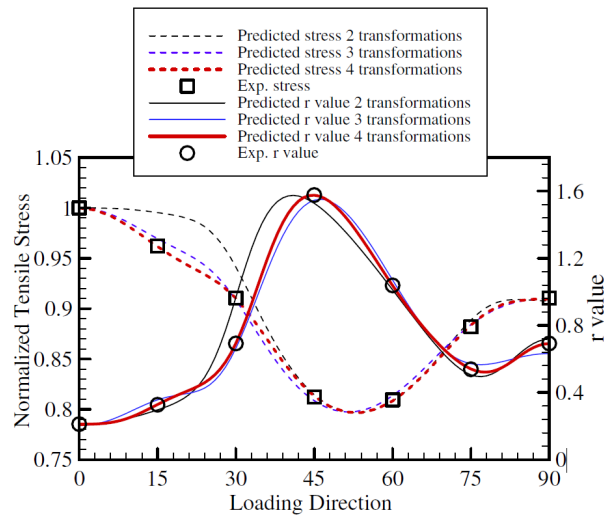 Predicted stress 2 transformations
Predicted stress 3 transformations
Predicted stress 4 transformations
Exp. stress
Predicted r value 2 transformations
Predicted r value 3 transformations
Predicted r value 4 transformations
Exp. r value
1.05
1
0.95
0.9
0.85
0.8
0.75
Normalized Tensile Stress
1.6
1.2
0.8
0.4
0
r value
0 15 30 45 60 75 90
Loading Direction